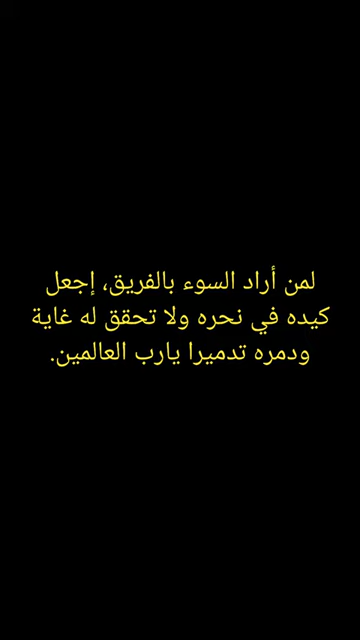 لمن أراد السوء بالفريق، إجعل
كيده في نحره ولا تحقق له غاية
ودمره تدميرا يارب العالمين.